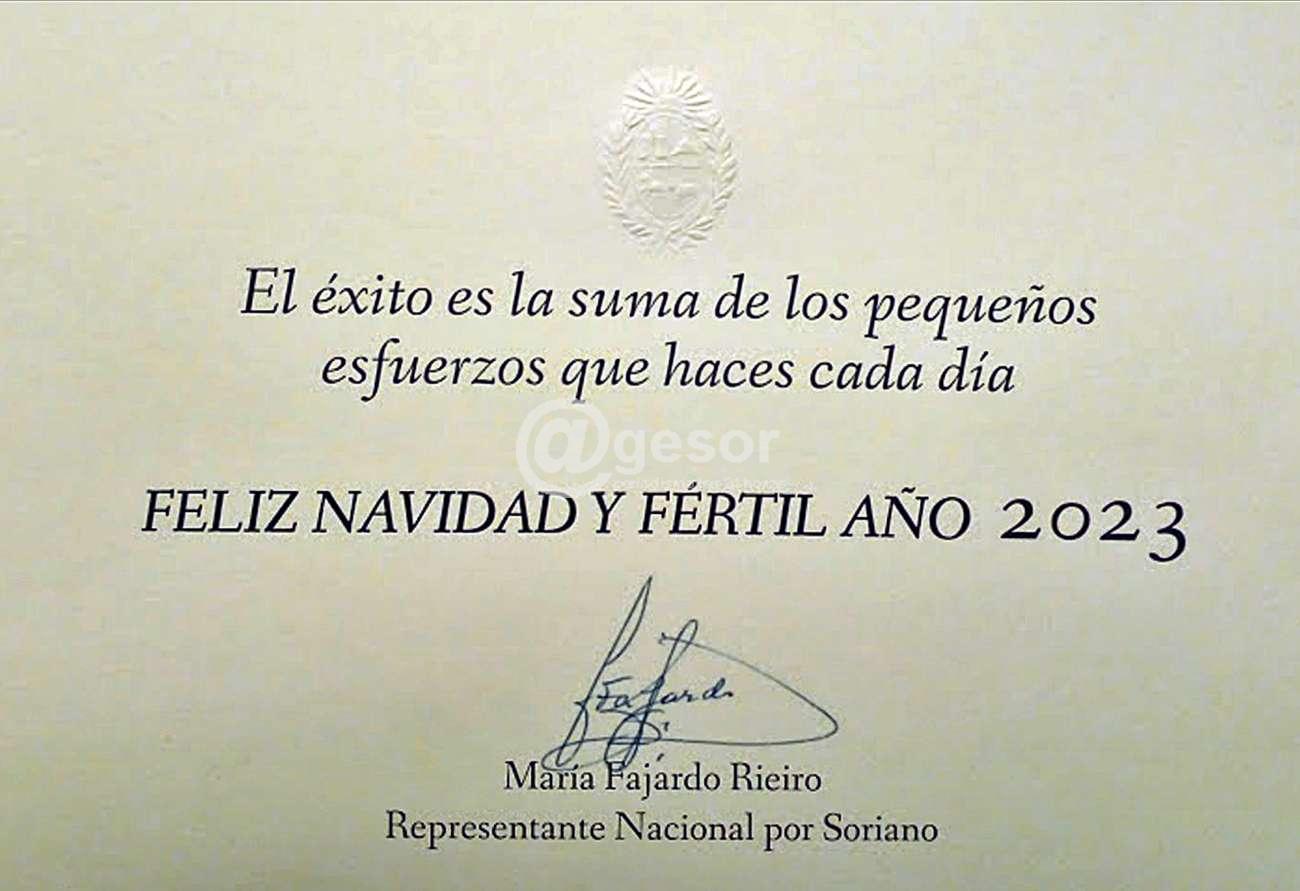 El éxito es la suma de los pequeños
esfuerzos que haces cada día
@gesor
FELIZ NAVIDAD Y FÉRTIL AÑO 2023
Fajardo
María Fajardo Rieiro
Representante Nacional por Soriano